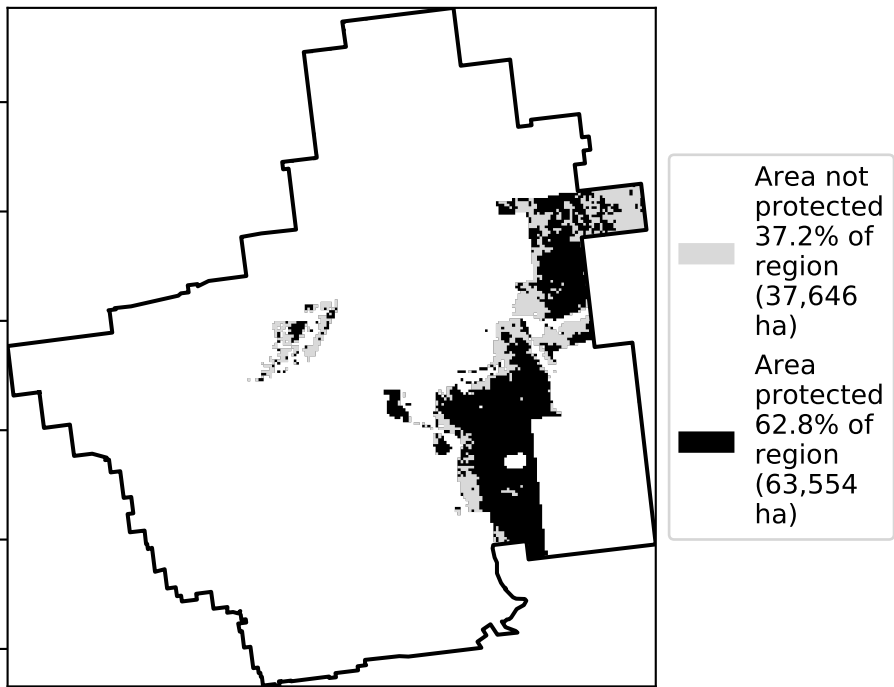 Area not
protected
37.2% of
region
(37,646
ha)
Area
protected
62.8% of
region
(63,554
ha)